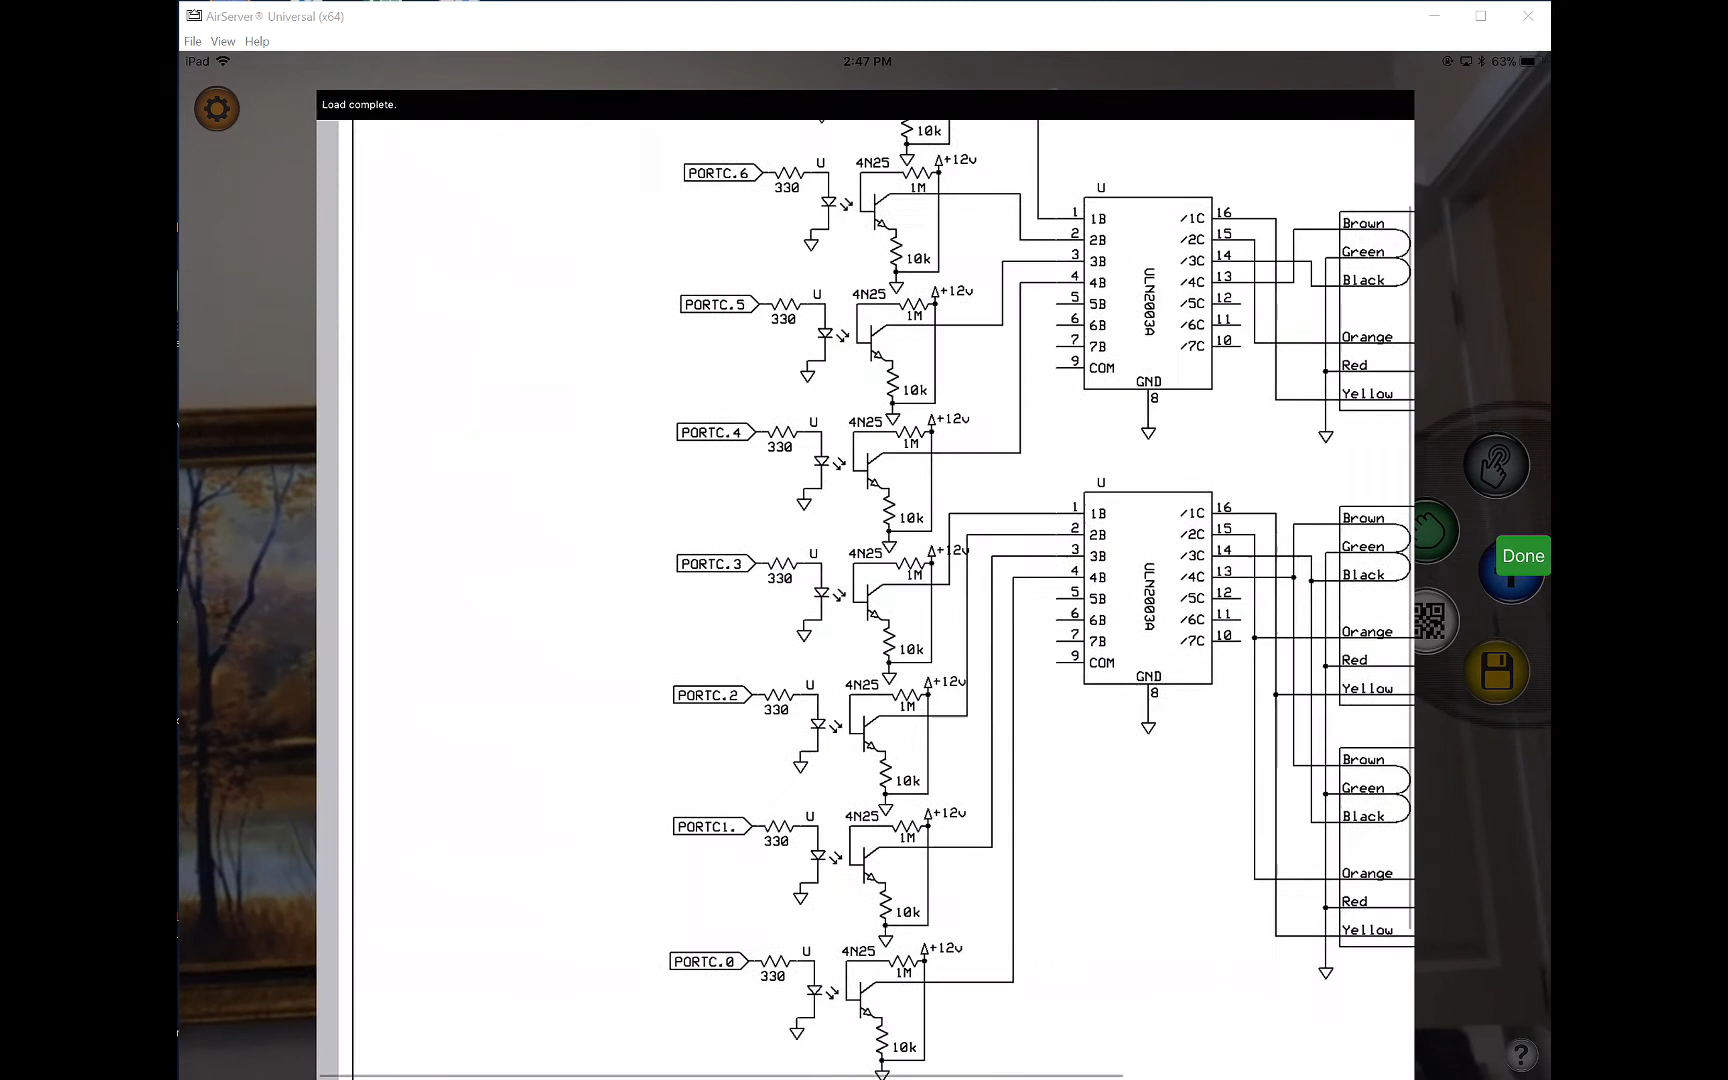 AirServer® Universal (x64)
File View Help
iPad 2:47 PM 63%
Load complete.
10k
PORTC.6 330 U 4N25 1M +12v 10k
PORTC.5 330 U 4N25 1M +12v 10k
PORTC.4 330 U 4N25 1M +12v 10k
PORTC.3 330 U 4N25 1M +12v 10k
PORTC.2 330 U 4N25 1M +12v 10k
PORTC1. 330 U 4N25 1M +12v 10k
PORTC.0 330 U 4N25 1M +12v 10k
U
1 1B /1C 16
2 2B /2C 15
3 3B /3C 14
4 4B /4C 13
5 5B /5C 12
6 6B /6C 11
7 7B /7C 10
9 COM
ULN2003A
GND
8
Brown
Green
Black
Orange
Red
Yellow
U
1 1B /1C 16
2 2B /2C 15
3 3B /3C 14
4 4B /4C 13
5 5B /5C 12
6 6B /6C 11
7 7B /7C 10
9 COM
ULN2003A
GND
8
Brown
Green
Black
Orange
Red
Yellow
Brown
Green
Black
Orange
Red
Yellow
Done
?